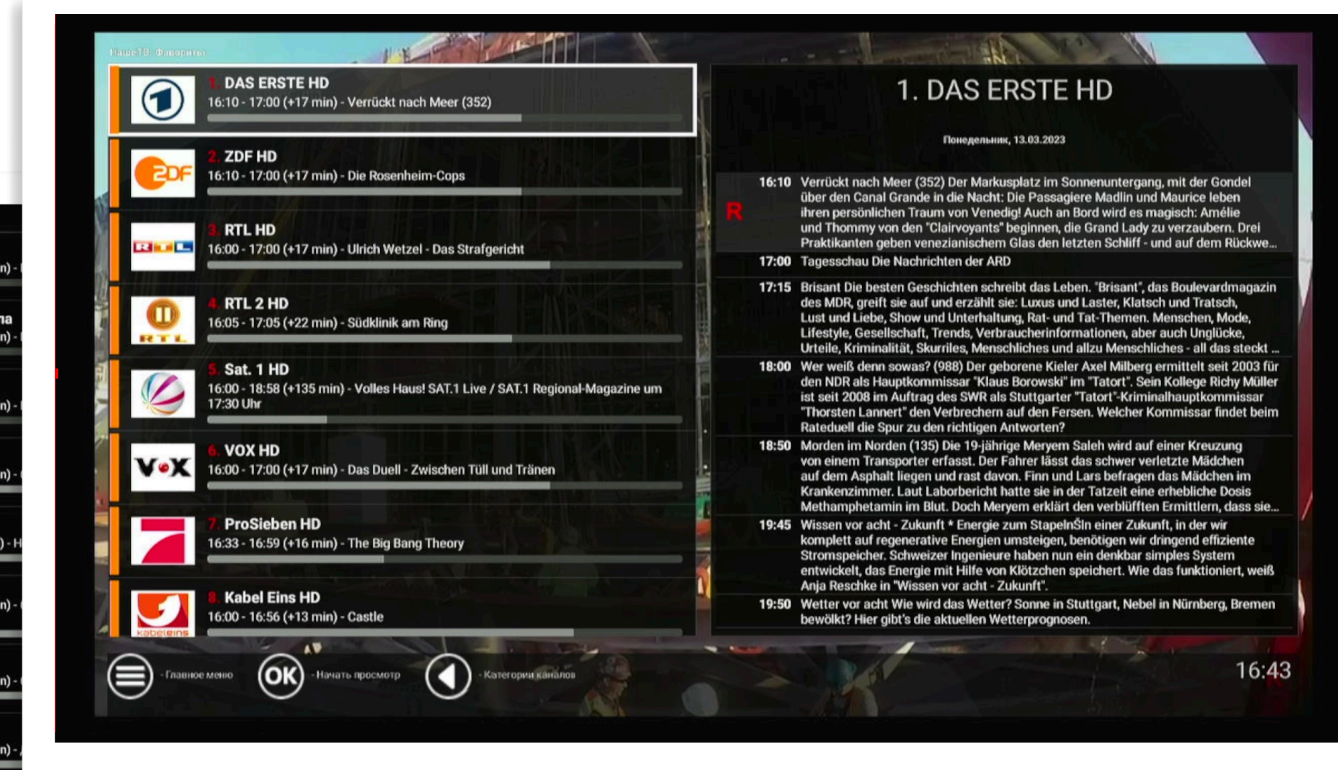 Наше ТВ: Фавориты
1. DAS ERSTE HD
16:10 - 17:00 (+17 min) - Verrückt nach Meer (352)
ZDF
2. ZDF HD
16:10 - 17:00 (+17 min) - Die Rosenheim-Cops
RTL
3. RTL HD
16:00 - 17:00 (+17 min) - Ulrich Wetzel - Das Strafgericht
RTL
4. RTL 2 HD
16:05 - 17:05 (+22 min) - Südklinik am Ring
5. Sat. 1 HD
16:00 - 18:58 (+135 min) - Volles Haus! SAT.1 Live / SAT.1 Regional-Magazine um
17:30 Uhr
VOX
6. VOX HD
16:00 - 17:00 (+17 min) - Das Duell - Zwischen Tüll und Tränen
7. ProSieben HD
16:33 - 16:59 (+16 min) - The Big Bang Theory
kabeleins
8. Kabel Eins HD
16:00 - 16:56 (+13 min) - Castle
1. DAS ERSTE HD
Понедельник, 13.03.2023
R
16:10 Verrückt nach Meer (352) Der Markusplatz im Sonnenuntergang, mit der Gondel
über den Canal Grande in die Nacht: Die Passagiere Madlin und Maurice leben
ihren persönlichen Traum von Venedig! Auch an Bord wird es magisch: Amélie
und Thommy von den "Clairvoyants" beginnen, die Grand Lady zu verzaubern. Drei
Praktikanten geben venezianischem Glas den letzten Schliff - und auf dem Rückwe...
17:00 Tagesschau Die Nachrichten der ARD
17:15 Brisant Die besten Geschichten schreibt das Leben. "Brisant", das Boulevardmagazin
des MDR, greift sie auf und erzählt sie: Luxus und Laster, Klatsch und Tratsch,
Lust und Liebe, Show und Unterhaltung, Rat- und Tat-Themen. Menschen, Mode,
Lifestyle, Gesellschaft, Trends, Verbraucherinformationen, aber auch Unglücke,
Urteile, Kriminalität, Skurriles, Menschliches und allzu Menschliches - all das steckt ...
18:00 Wer weiß denn sowas? (988) Der geborene Kieler Axel Milberg ermittelt seit 2003 für
den NDR als Hauptkommissar "Klaus Borowski" im "Tatort". Sein Kollege Richy Müller
ist seit 2008 im Auftrag des SWR als Stuttgarter "Tatort"-Kriminalhauptkommissar
"Thorsten Lannert" den Verbrechern auf den Fersen. Welcher Kommissar findet beim
Rateduell die Spur zu den richtigen Antworten?
18:50 Morden im Norden (135) Die 19-jährige Meryem Saleh wird auf einer Kreuzung
von einem Transporter erfasst. Der Fahrer lässt das schwer verletzte Mädchen
auf dem Asphalt liegen und rast davon. Finn und Lars befragen das Mädchen im
Krankenzimmer. Laut Laborbericht hatte sie in der Tatzeit eine erhebliche Dosis
Methamphetamin im Blut. Doch Meryem erklärt den verblüfften Ermittlern, dass sie...
19:45 Wissen vor acht - Zukunft * Energie zum StapelnŚIn einer Zukunft, in der wir
komplett auf regenerative Energien umsteigen, benötigen wir dringend effiziente
Stromspeicher. Schweizer Ingenieure haben nun ein denkbar simples System
entwickelt, das Energie mit Hilfe von Klötzchen speichert. Wie das funktioniert, weiß
Anja Reschke in "Wissen vor acht - Zukunft".
19:50 Wetter vor acht Wie wird das Wetter? Sonne in Stuttgart, Nebel in Nürnberg, Bremen
bewölkt? Hier gibt's die aktuellen Wetterprognosen.
- Главное меню
OK - Начать просмотр
- Категории каналов
16:43